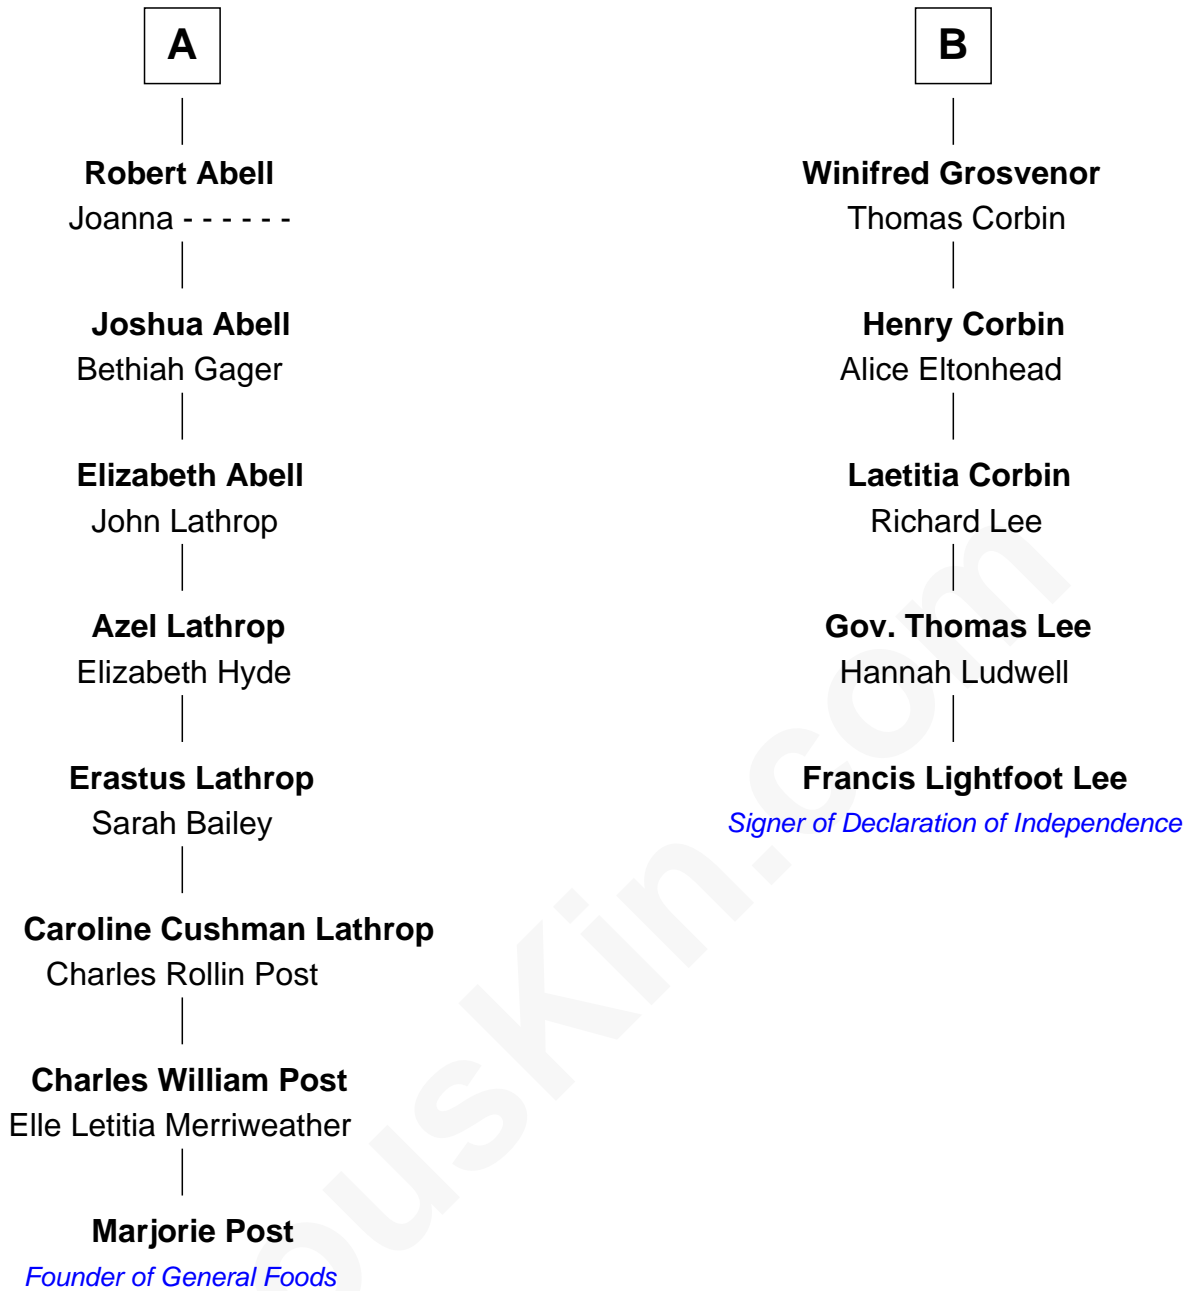 A
Robert Abell
Joanna - - - - - -
Joshua Abell
Bethiah Gager
Elizabeth Abell
John Lathrop
Azel Lathrop
Elizabeth Hyde
Erastus Lathrop
Sarah Bailey
Caroline Cushman Lathrop
Charles Rollin Post
Charles William Post
Elle Letitia Merriweather
Marjorie Post
Founder of General Foods
B
Winifred Grosvenor
Thomas Corbin
Henry Corbin
Alice Eltonhead
Laetitia Corbin
Richard Lee
Gov. Thomas Lee
Hannah Ludwell
Francis Lightfoot Lee
Signer of Declaration of Independence
ousKin.com